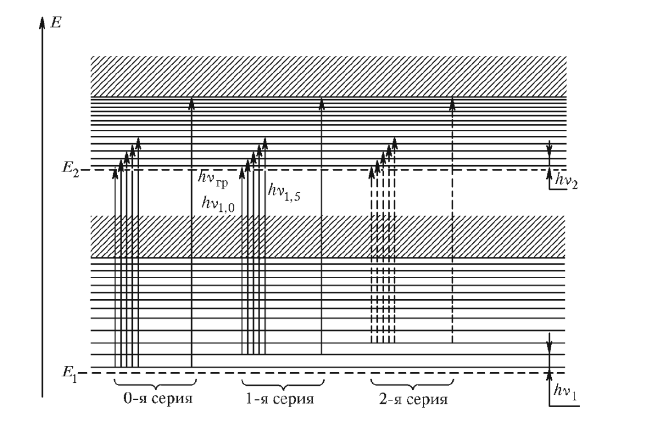 E
E₂
hν₂
hνгр
hν₁,₀
hν₁,₅
E₁
hν₁
0-я серия
1-я серия
2-я серия